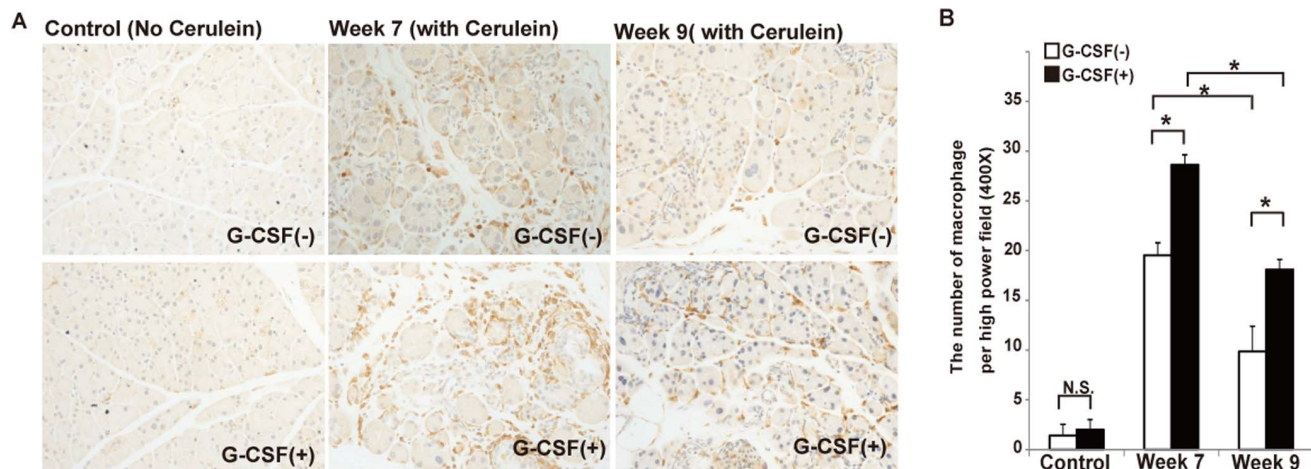 A
Control (No Cerulein)
Week 7 (with Cerulein)
Week 9( with Cerulein)
G-CSF(-)
G-CSF(-)
G-CSF(-)
G-CSF(+)
G-CSF(+)
G-CSF(+)
B
G-CSF(-)
G-CSF(+)
The number of macrophage
per high power field (400X)
35
30
25
20
15
10
5
0
*
*
*
*
N.S.
Control
Week 7
Week 9